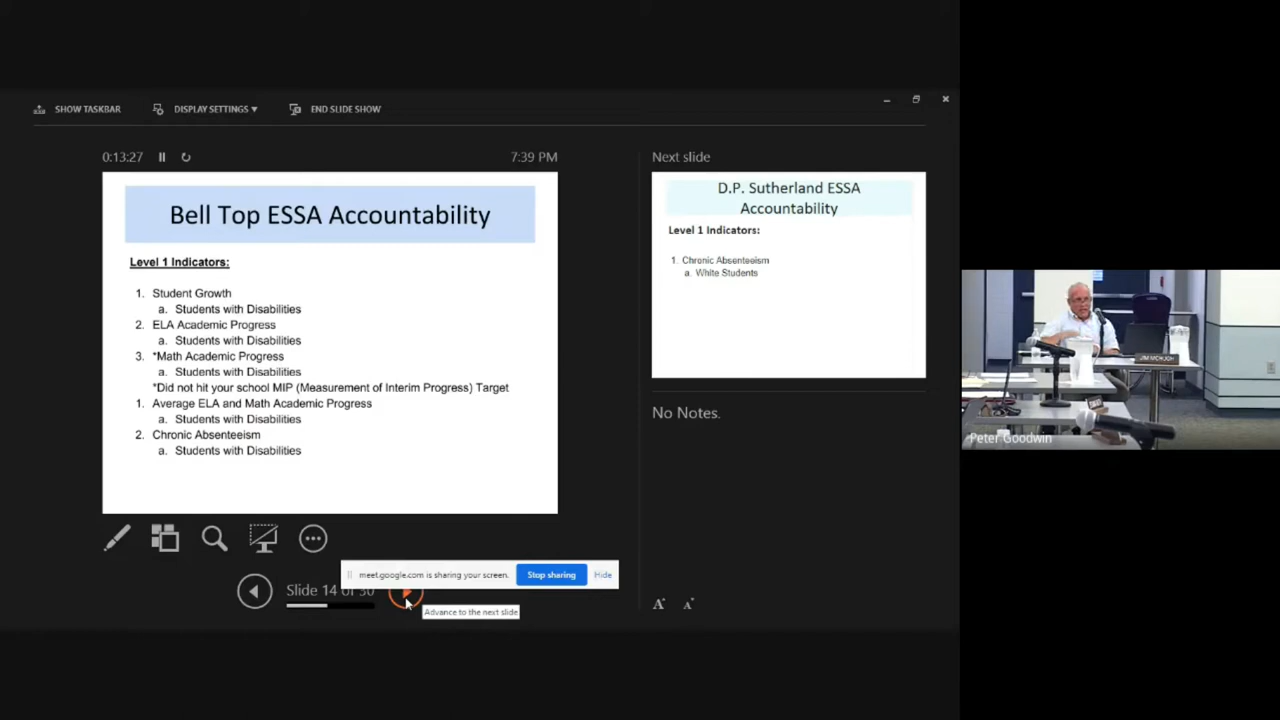 SHOW TASKBAR
DISPLAY SETTINGS ▾
END SLIDE SHOW
0:13:27
7:39 PM
Bell Top ESSA Accountability
Level 1 Indicators:
1. Student Growth
a. Students with Disabilities
2. ELA Academic Progress
a. Students with Disabilities
3. *Math Academic Progress
a. Students with Disabilities
*Did not hit your school MIP (Measurement of Interim Progress) Target
1. Average ELA and Math Academic Progress
a. Students with Disabilities
2. Chronic Absenteeism
a. Students with Disabilities
Next slide
D.P. Sutherland ESSA
Accountability
Level 1 Indicators:
1. Chronic Absenteeism
a. White Students
No Notes.
meet.google.com is sharing your screen.
Stop sharing
Hide
Slide 14 of 30
Advance to the next slide
A
A
JIM MCHUGH
Peter Goodwin